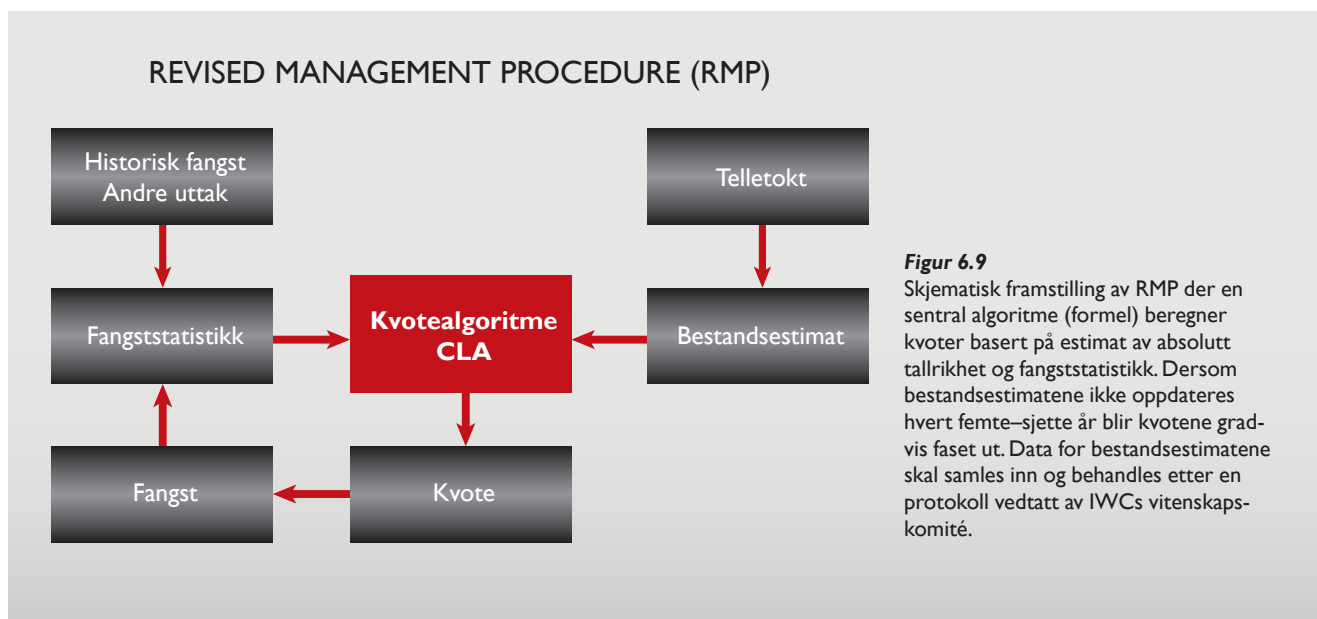 REVISED MANAGEMENT PROCEDURE (RMP)
Historisk fangst
Andre uttak
Telletokt
Fangststatistikk
Kvotealgoritme
CLA
Bestandsestimat
Fangst
Kvote
Figur 6.9
Skjematisk framstilling av RMP der en
sentral algoritme (formel) beregner
kvoter basert på estimat av absolutt
tallrikhet og fangststatistikk. Dersom
bestandsestimatene ikke oppdateres
hvert femte–sjette år blir kvotene grad-
vis faset ut. Data for bestandsestimatene
skal samles inn og behandles etter en
protokoll vedtatt av IWCs vitenskaps-
komité.